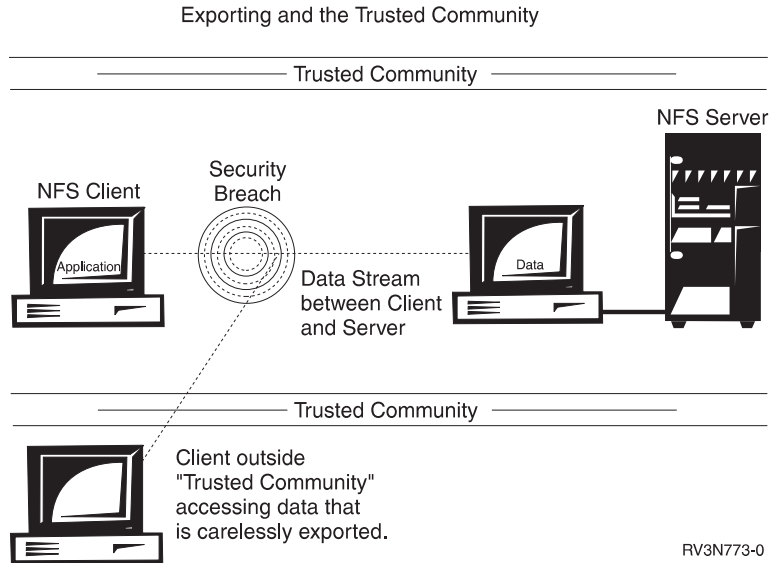 Exporting and the Trusted Community
Trusted Community
NFS Server
Security
Breach
NFS Client
Application
Data
Data Stream
between Client
and Server
Trusted Community
Client outside
"Trusted Community"
accessing data that
is carelessly exported.
RV3N773-0